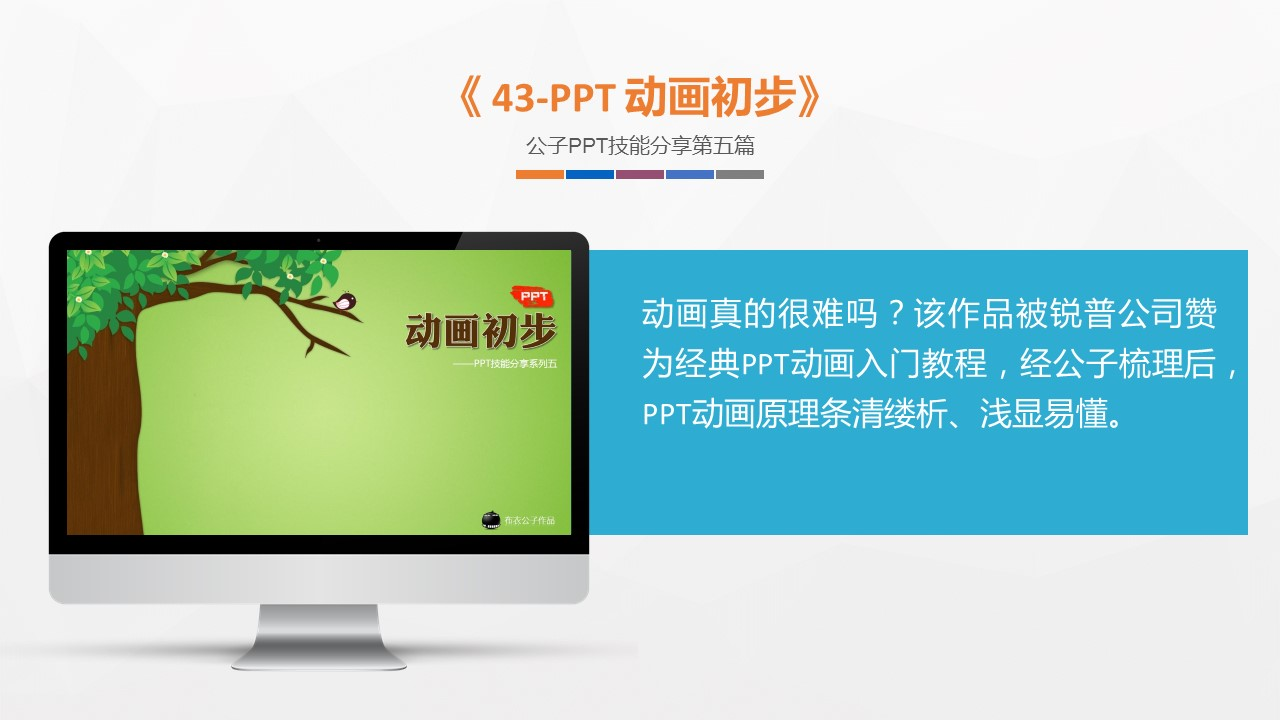 《 43-PPT 动画初步》
公子PPT技能分享第五篇
PPT
动画初步
——PPT技能分享系列五
布衣公子作品
动画真的很难吗？该作品被锐普公司赞
为经典PPT动画入门教程，经公子梳理后，
PPT动画原理条清缕析、浅显易懂。